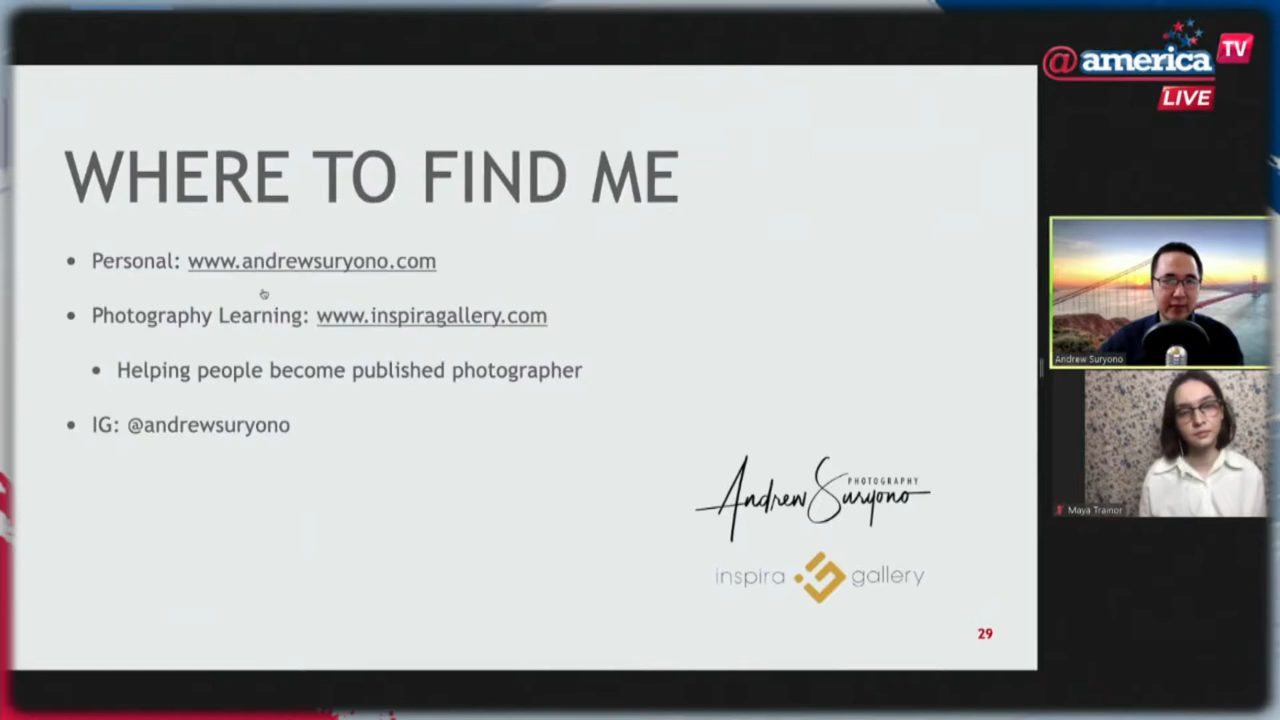 @america TV
LIVE
WHERE TO FIND ME
• Personal: www.andrewsuryono.com
• Photography Learning: www.inspiragallery.com
• Helping people become published photographer
• IG: @andrewsuryono
PHOTOGRAPHY
Andrew Suryono
inspira gallery
29
Andrew Suryono
Maya Trainor